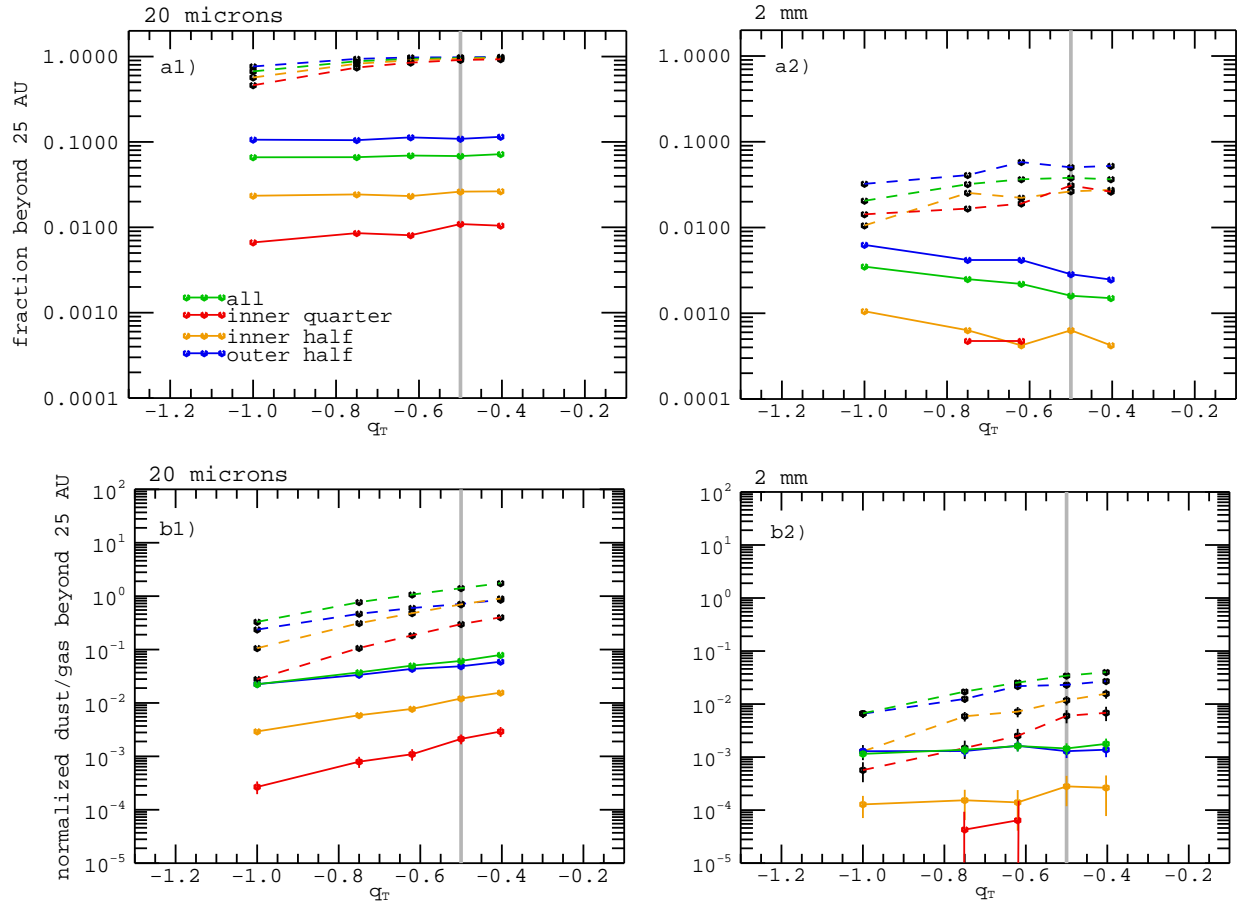 20 microns
fraction beyond 25 AU
1.0000
0.1000
0.0100
0.0010
0.0001
a1)
all
inner quarter
inner half
outer half
-1.2 -1.0 -0.8 -0.6 -0.4 -0.2
q_T
2 mm
1.0000
0.1000
0.0100
0.0010
0.0001
a2)
-1.2 -1.0 -0.8 -0.6 -0.4 -0.2
q_T
20 microns
normalized dust/gas beyond 25 AU
10^2
10^1
10^0
10^-1
10^-2
10^-3
10^-4
10^-5
b1)
-1.2 -1.0 -0.8 -0.6 -0.4 -0.2
q_T
2 mm
10^2
10^1
10^0
10^-1
10^-2
10^-3
10^-4
10^-5
b2)
-1.2 -1.0 -0.8 -0.6 -0.4 -0.2
q_T